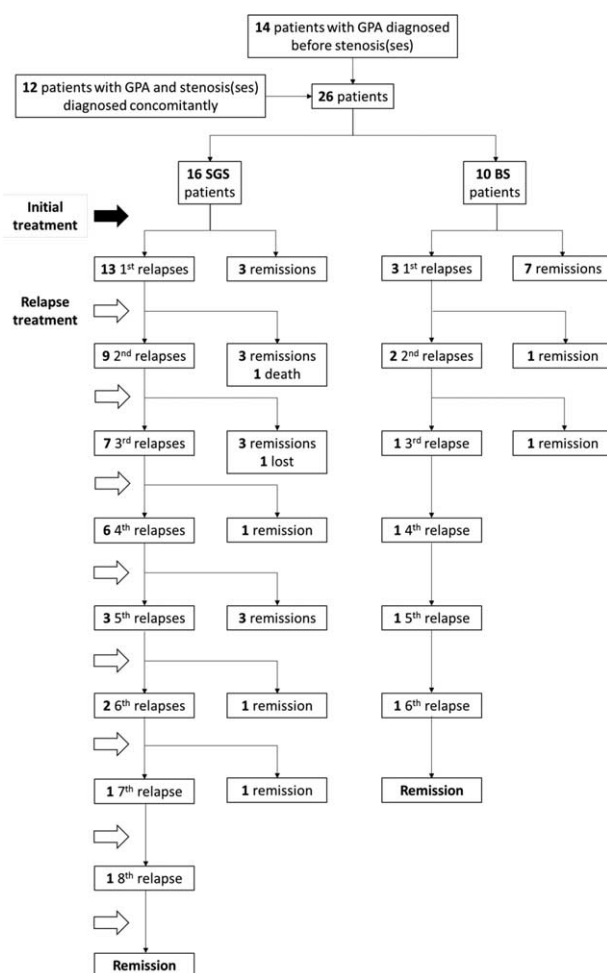 14 patients with GPA diagnosed
before stenosis(ses)
12 patients with GPA and stenosis(ses)
diagnosed concomitantly
26 patients
16 SGS
patients
10 BS
patients
Initial
treatment
13 1st relapses
3 remissions
3 1st relapses
7 remissions
Relapse
treatment
9 2nd relapses
3 remissions
1 death
2 2nd relapses
1 remission
7 3rd relapses
3 remissions
1 lost
1 3rd relapse
1 remission
6 4th relapses
1 remission
1 4th relapse
3 5th relapses
3 remissions
1 5th relapse
2 6th relapses
1 remission
1 6th relapse
1 7th relapse
1 remission
Remission
1 8th relapse
Remission